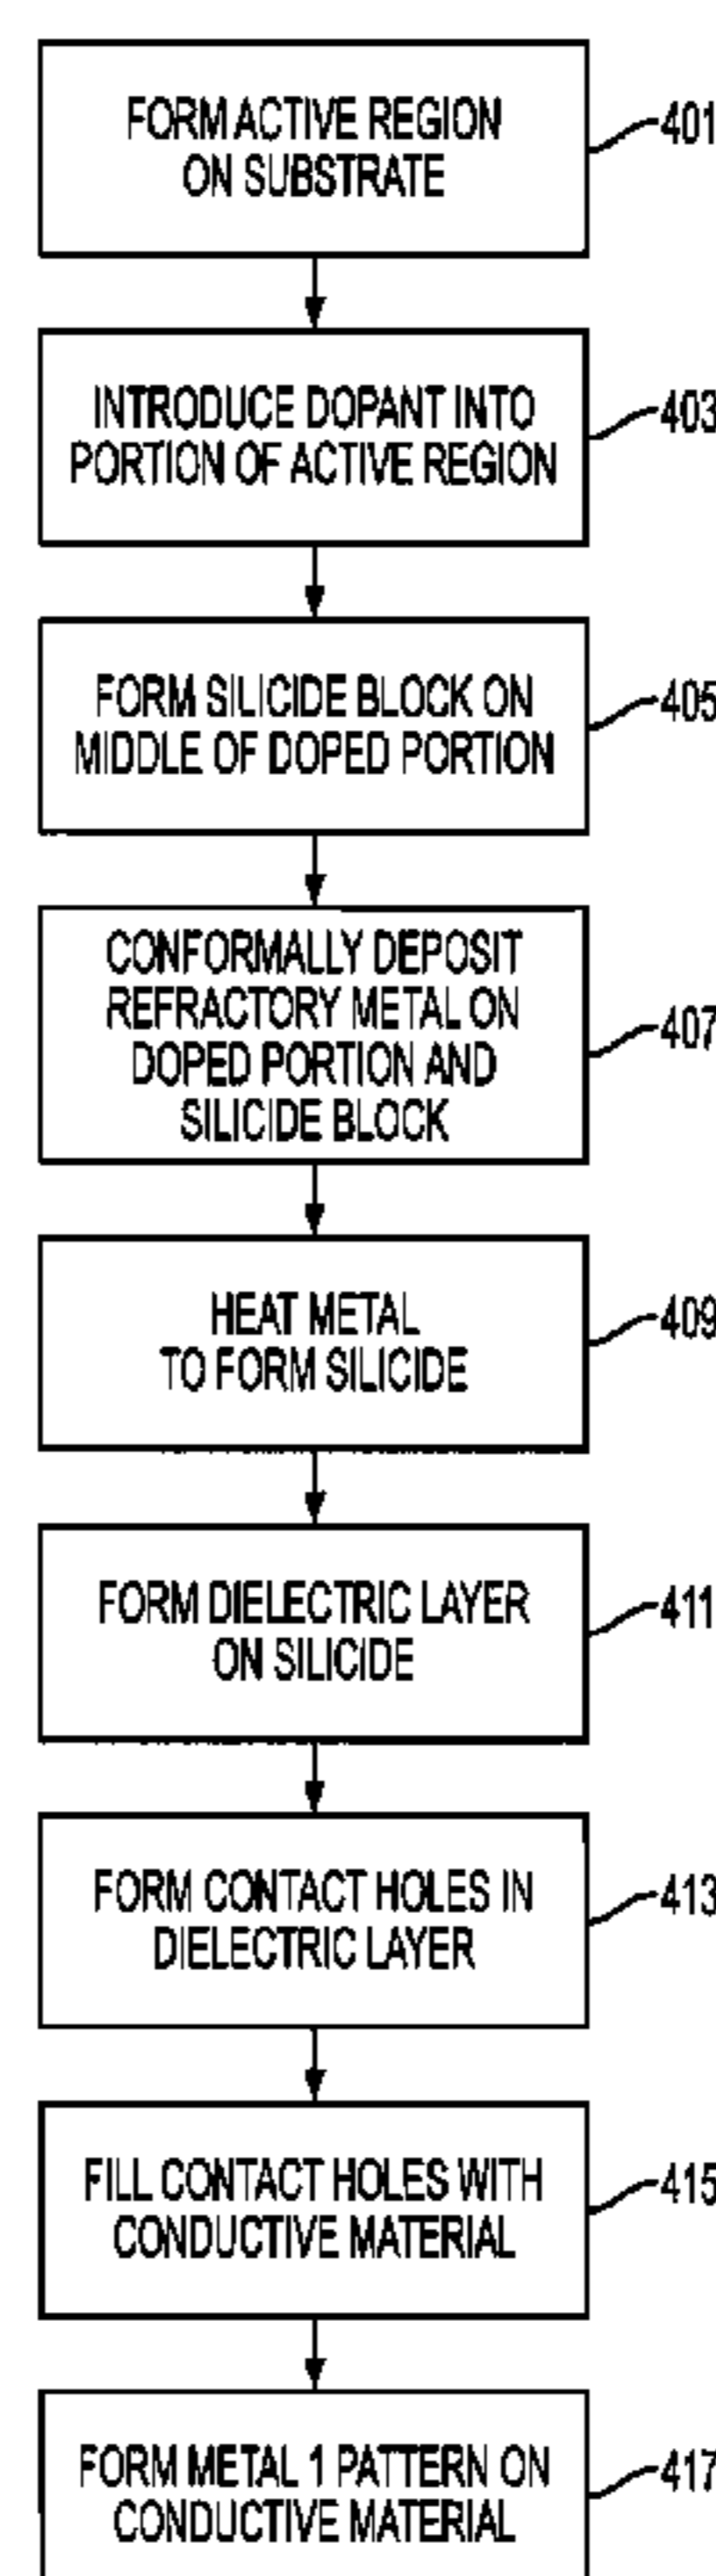 FORM ACTIVE REGION
ON SUBSTRATE
401
INTRODUCE DOPANT INTO
PORTION OF ACTIVE REGION
403
FORM SILICIDE BLOCK ON
MIDDLE OF DOPED PORTION
405
CONFORMALLY DEPOSIT
REFRACTORY METAL ON
DOPED PORTION AND
SILICIDE BLOCK
407
HEAT METAL
TO FORM SILICIDE
409
FORM DIELECTRIC LAYER
ON SILICIDE
411
FORM CONTACT HOLES IN
DIELECTRIC LAYER
413
FILL CONTACT HOLES WITH
CONDUCTIVE MATERIAL
415
FORM METAL 1 PATTERN ON
CONDUCTIVE MATERIAL
417